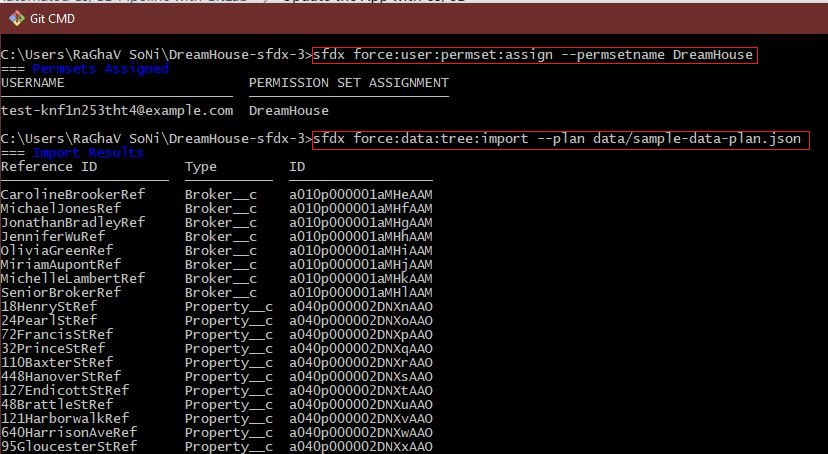 Git CMD
C:\Users\RaGhaV SoNi\DreamHouse-sfdx-3>sfdx force:user:permset:assign --permsetname DreamHouse
=== Permsets Assigned
USERNAME PERMISSION SET ASSIGNMENT
test-knf1n253tht4@example.com DreamHouse
C:\Users\RaGhaV SoNi\DreamHouse-sfdx-3>sfdx force:data:tree:import --plan data/sample-data-plan.json
=== Import Results
Reference ID Type ID
CarolineBrookerRef Broker__c a010p000001aMHeAAM
MichaelJonesRef Broker__c a010p000001aMHfAAM
JonathanBradleyRef Broker__c a010p000001aMHgAAM
JenniferWuRef Broker__c a010p000001aMHhAAM
OliviaGreenRef Broker__c a010p000001aMHiAAM
MiriamAupontRef Broker__c a010p000001aMHjAAM
MichelleLambertRef Broker__c a010p000001aMHkAAM
SeniorBrokerRef Broker__c a010p000001aMHlAAM
18HenryStRef Property__c a040p000002DNXnAAO
24PearlStRef Property__c a040p000002DNXoAAO
72FrancisStRef Property__c a040p000002DNXpAAO
32PrinceStRef Property__c a040p000002DNXqAAO
110BaxterStRef Property__c a040p000002DNXrAAO
448HanoverStRef Property__c a040p000002DNXsAAO
127EndicottStRef Property__c a040p000002DNXtAAO
48BrattleStRef Property__c a040p000002DNXuAAO
121HarborwalkRef Property__c a040p000002DNXvAAO
640HarrisonAveRef Property__c a040p000002DNXwAAO
95GloucesterStRef Property__c a040p000002DNXxAAO